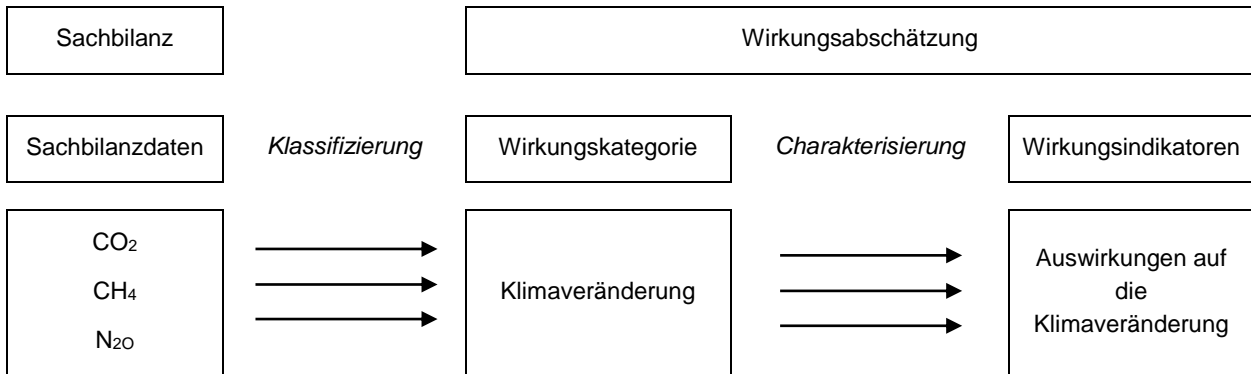 Sachbilanz
Wirkungsabschätzung
Sachbilanzdaten
Klassifizierung
Wirkungskategorie
Charakterisierung
Wirkungsindikatoren
CO₂
CH₄
N₂O
Klimaveränderung
Auswirkungen auf
die
Klimaveränderung